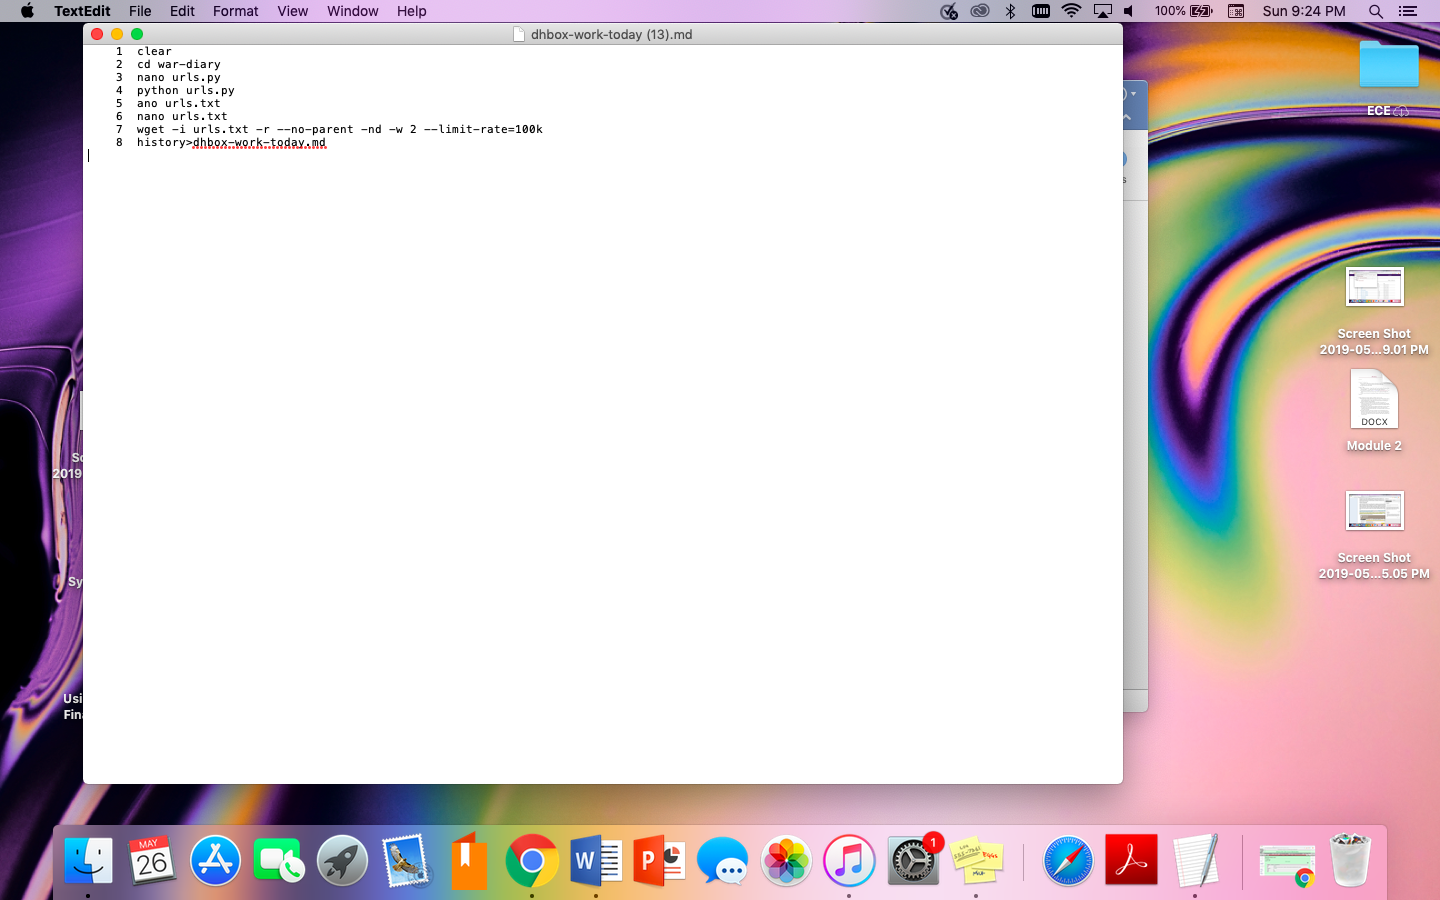 TextEdit File Edit Format View Window Help
100% Sun 9:24 PM
dhbox-work-today (13).md
1 clear
2 cd war-diary
3 nano urls.py
4 python urls.py
5 ano urls.txt
6 nano urls.txt
7 wget -i urls.txt -r --no-parent -nd -w 2 --limit-rate=100k
8 history>dhbox-work-today.md
ECE
Screen Shot
2019-05...9.01 PM
DOCX
Module 2
Screen Shot
2019-05...5.05 PM
Sc
2019
Sy
Usi
Fina
s
MAY
26
W
P
1
Eggs
Milk